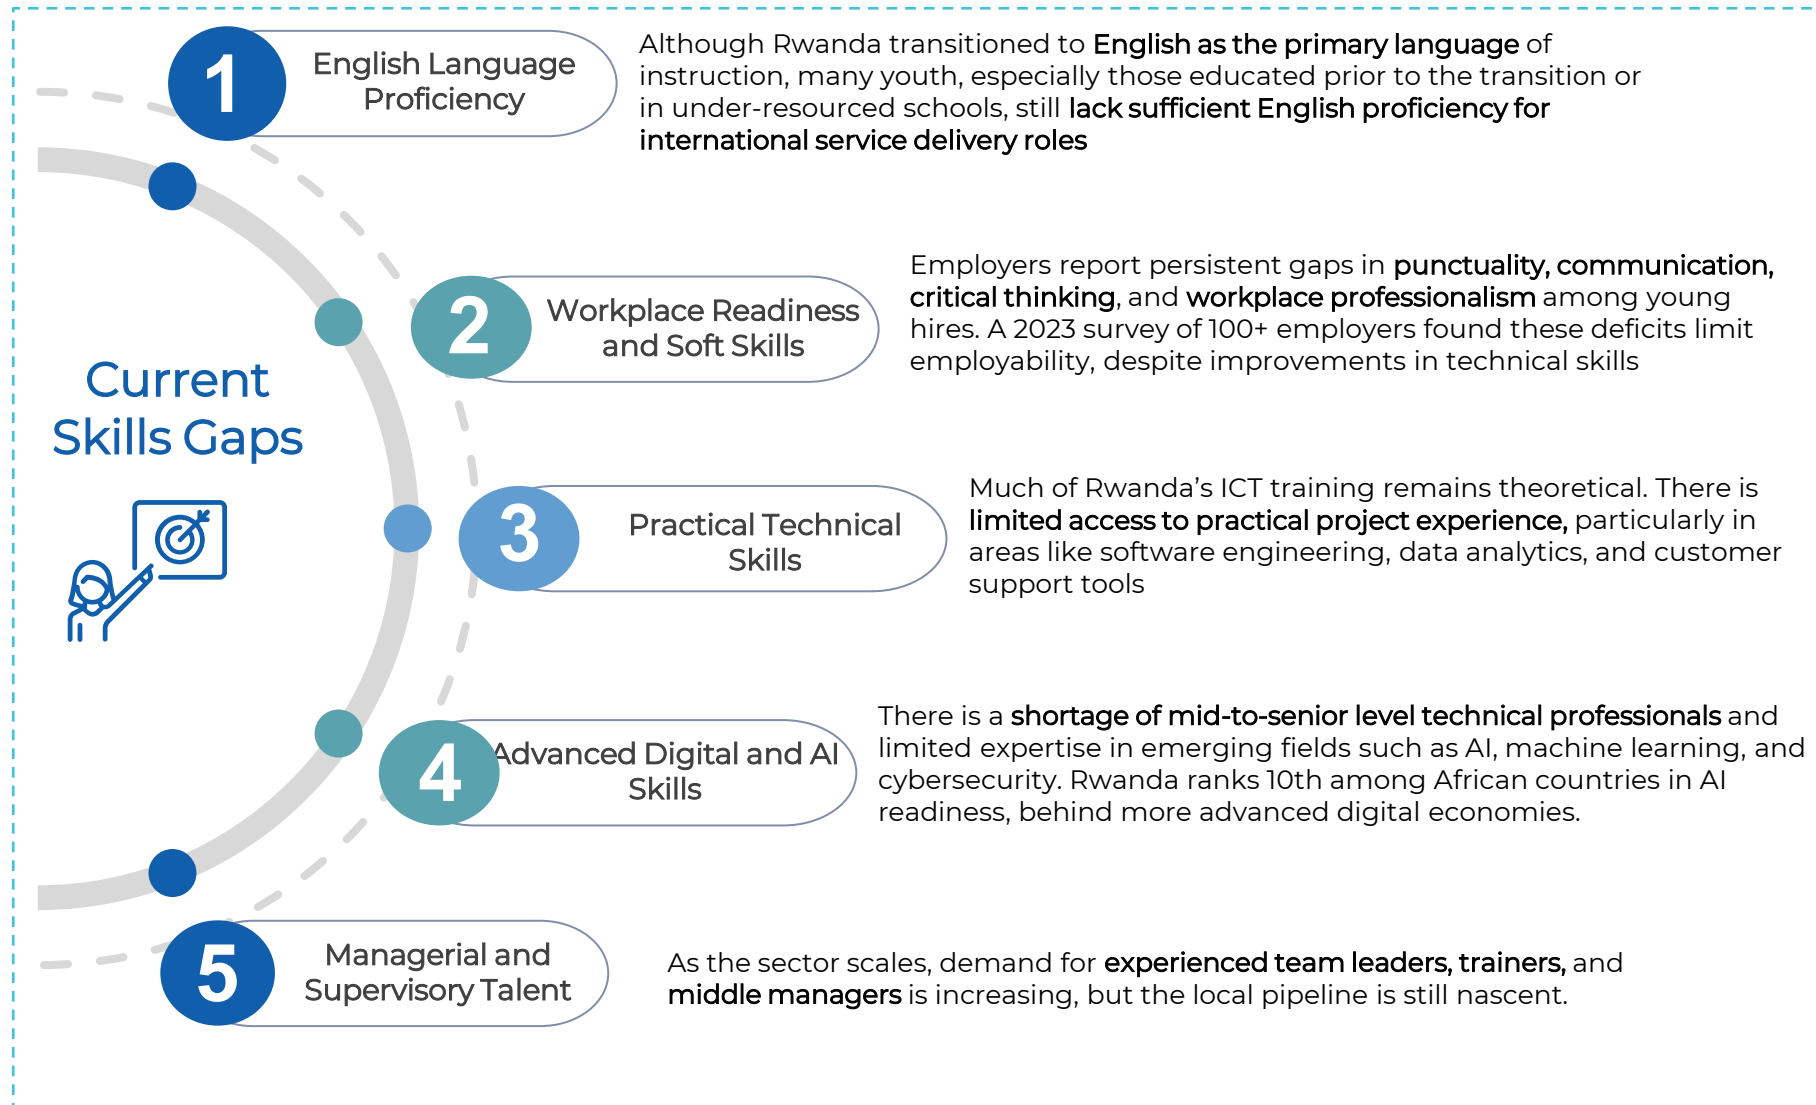 1
English Language
Proficiency
Although Rwanda transitioned to English as the primary language of
instruction, many youth, especially those educated prior to the transition or
in under-resourced schools, still lack sufficient English proficiency for
international service delivery roles
2
Workplace Readiness
and Soft Skills
Employers report persistent gaps in punctuality, communication,
critical thinking, and workplace professionalism among young
hires. A 2023 survey of 100+ employers found these deficits limit
employability, despite improvements in technical skills
Current
Skills Gaps
3
Practical Technical
Skills
Much of Rwanda’s ICT training remains theoretical. There is
limited access to practical project experience, particularly in
areas like software engineering, data analytics, and customer
support tools
4
Advanced Digital and AI
Skills
There is a shortage of mid-to-senior level technical professionals and
limited expertise in emerging fields such as AI, machine learning, and
cybersecurity. Rwanda ranks 10th among African countries in AI
readiness, behind more advanced digital economies.
5
Managerial and
Supervisory Talent
As the sector scales, demand for experienced team leaders, trainers, and
middle managers is increasing, but the local pipeline is still nascent.